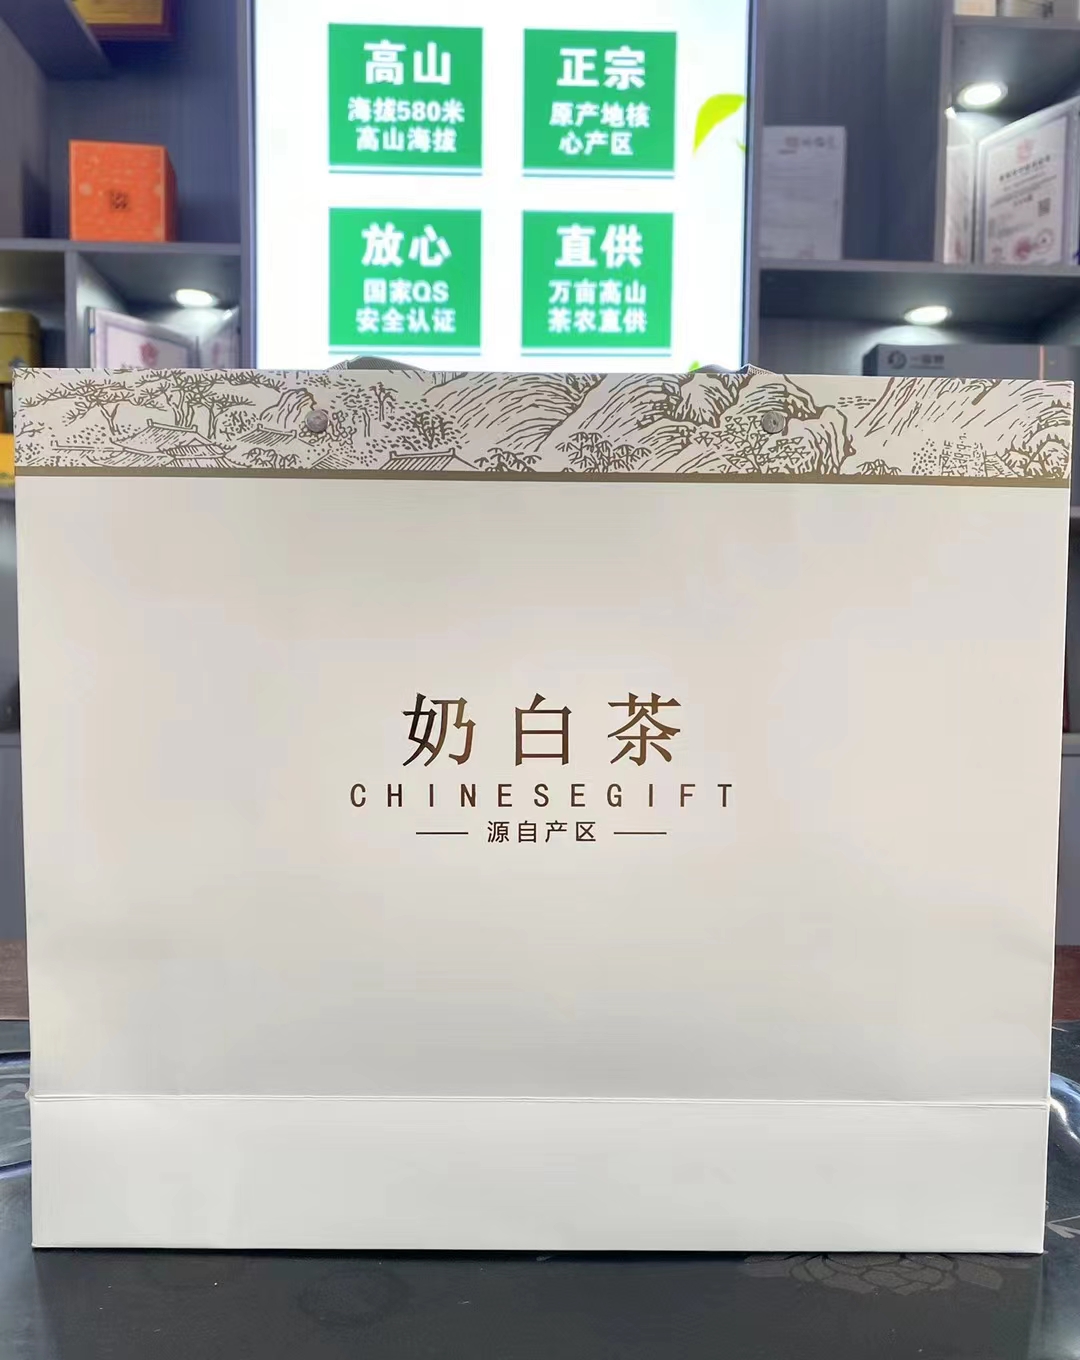 高山
海拔580米
高山海拔
正宗
原产地核
心产区
放心
国家QS
安全认证
直供
万亩高山
茶农直供
奶白茶
CHINESEGIFT
源自产区